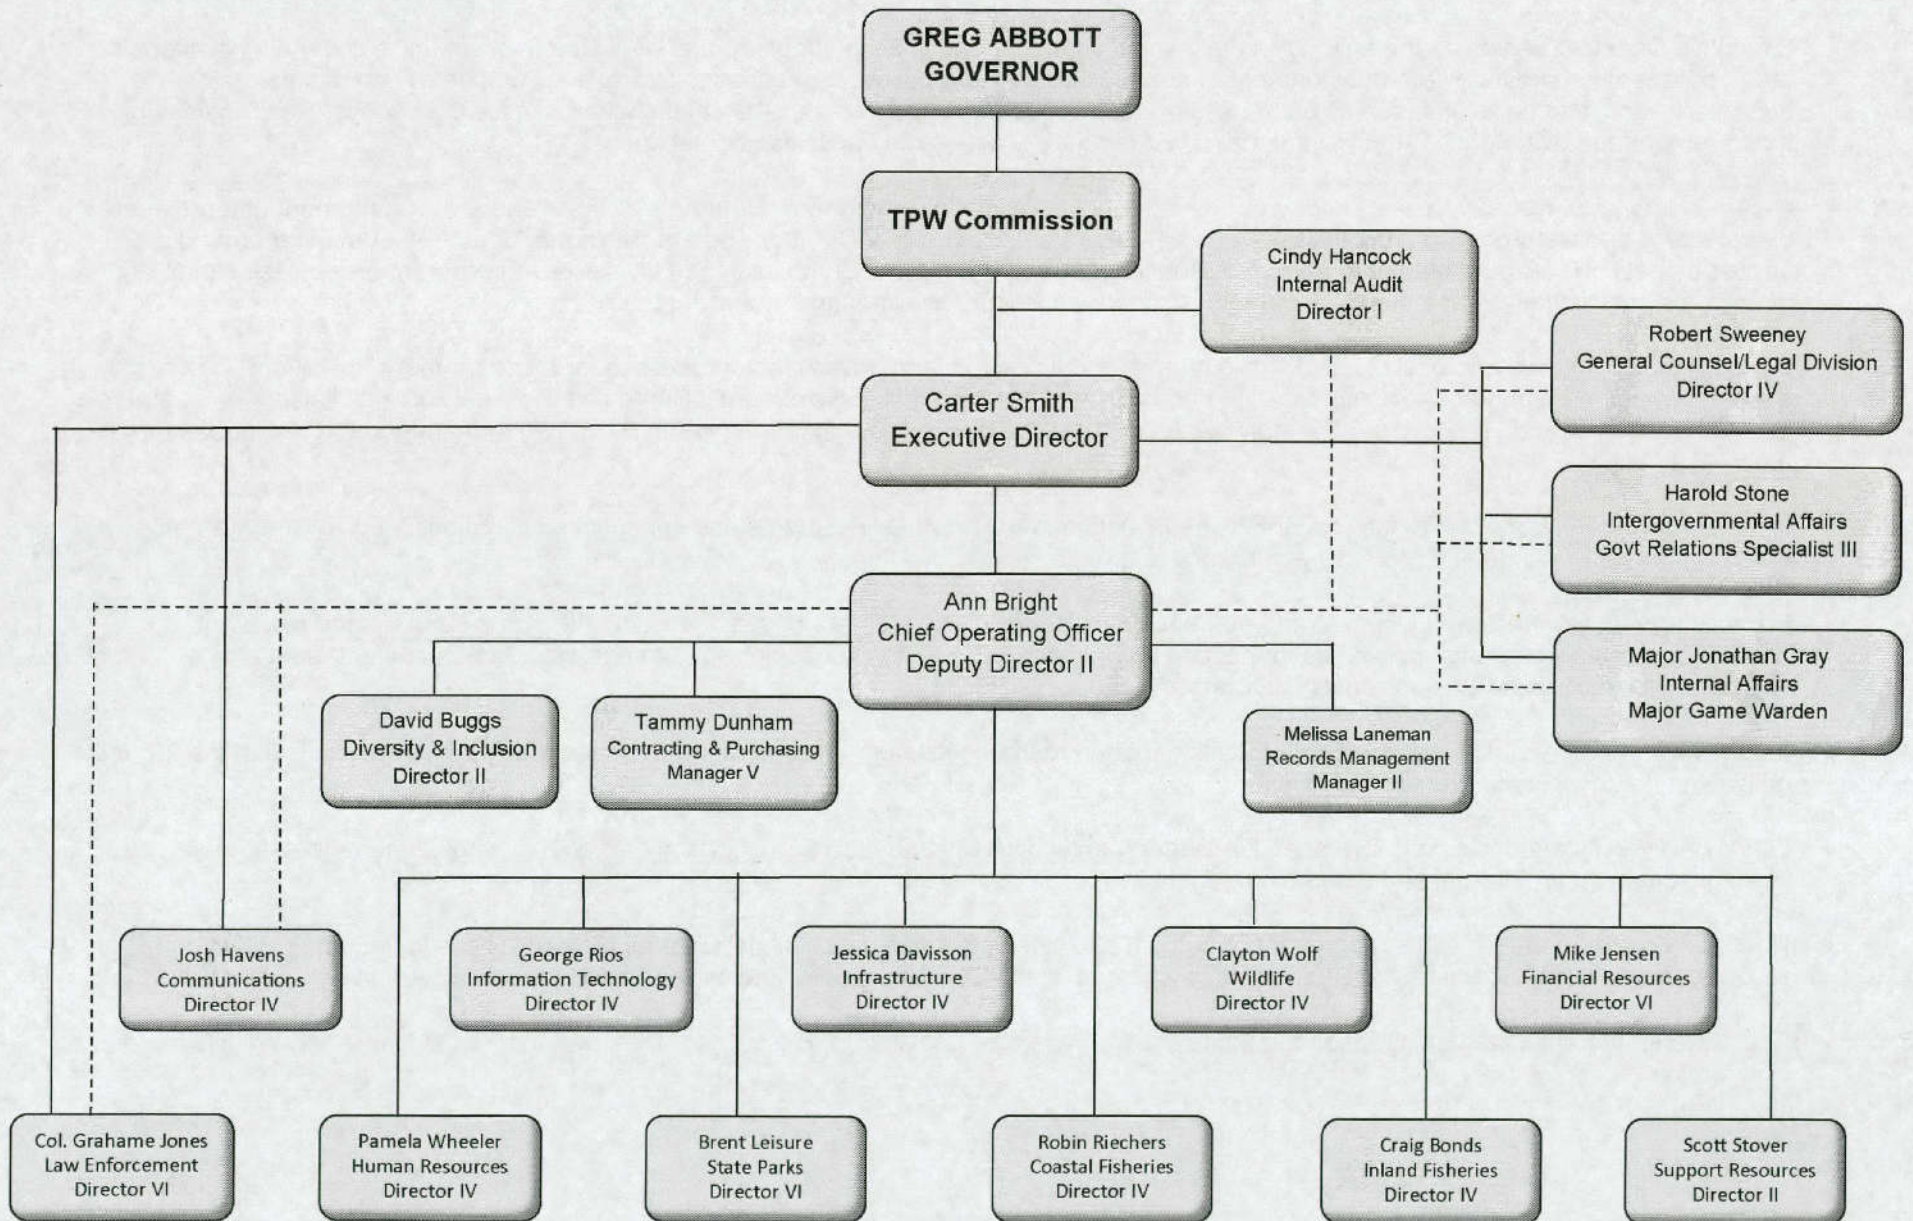 GREG ABBOTT
GOVERNOR
TPW Commission
Cindy Hancock
Internal Audit
Director I
Robert Sweeney
General Counsel/Legal Division
Director IV
Carter Smith
Executive Director
Harold Stone
Intergovernmental Affairs
Govt Relations Specialist III
Ann Bright
Chief Operating Officer
Deputy Director II
Major Jonathan Gray
Internal Affairs
Major Game Warden
David Buggs
Diversity & Inclusion
Director II
Tammy Dunham
Contracting & Purchasing
Manager V
Melissa Laneman
Records Management
Manager II
Josh Havens
Communications
Director IV
George Rios
Information Technology
Director IV
Jessica Davisson
Infrastructure
Director IV
Clayton Wolf
Wildlife
Director IV
Mike Jensen
Financial Resources
Director VI
Col. Grahame Jones
Law Enforcement
Director VI
Pamela Wheeler
Human Resources
Director IV
Brent Leisure
State Parks
Director VI
Robin Riechers
Coastal Fisheries
Director IV
Craig Bonds
Inland Fisheries
Director IV
Scott Stover
Support Resources
Director II